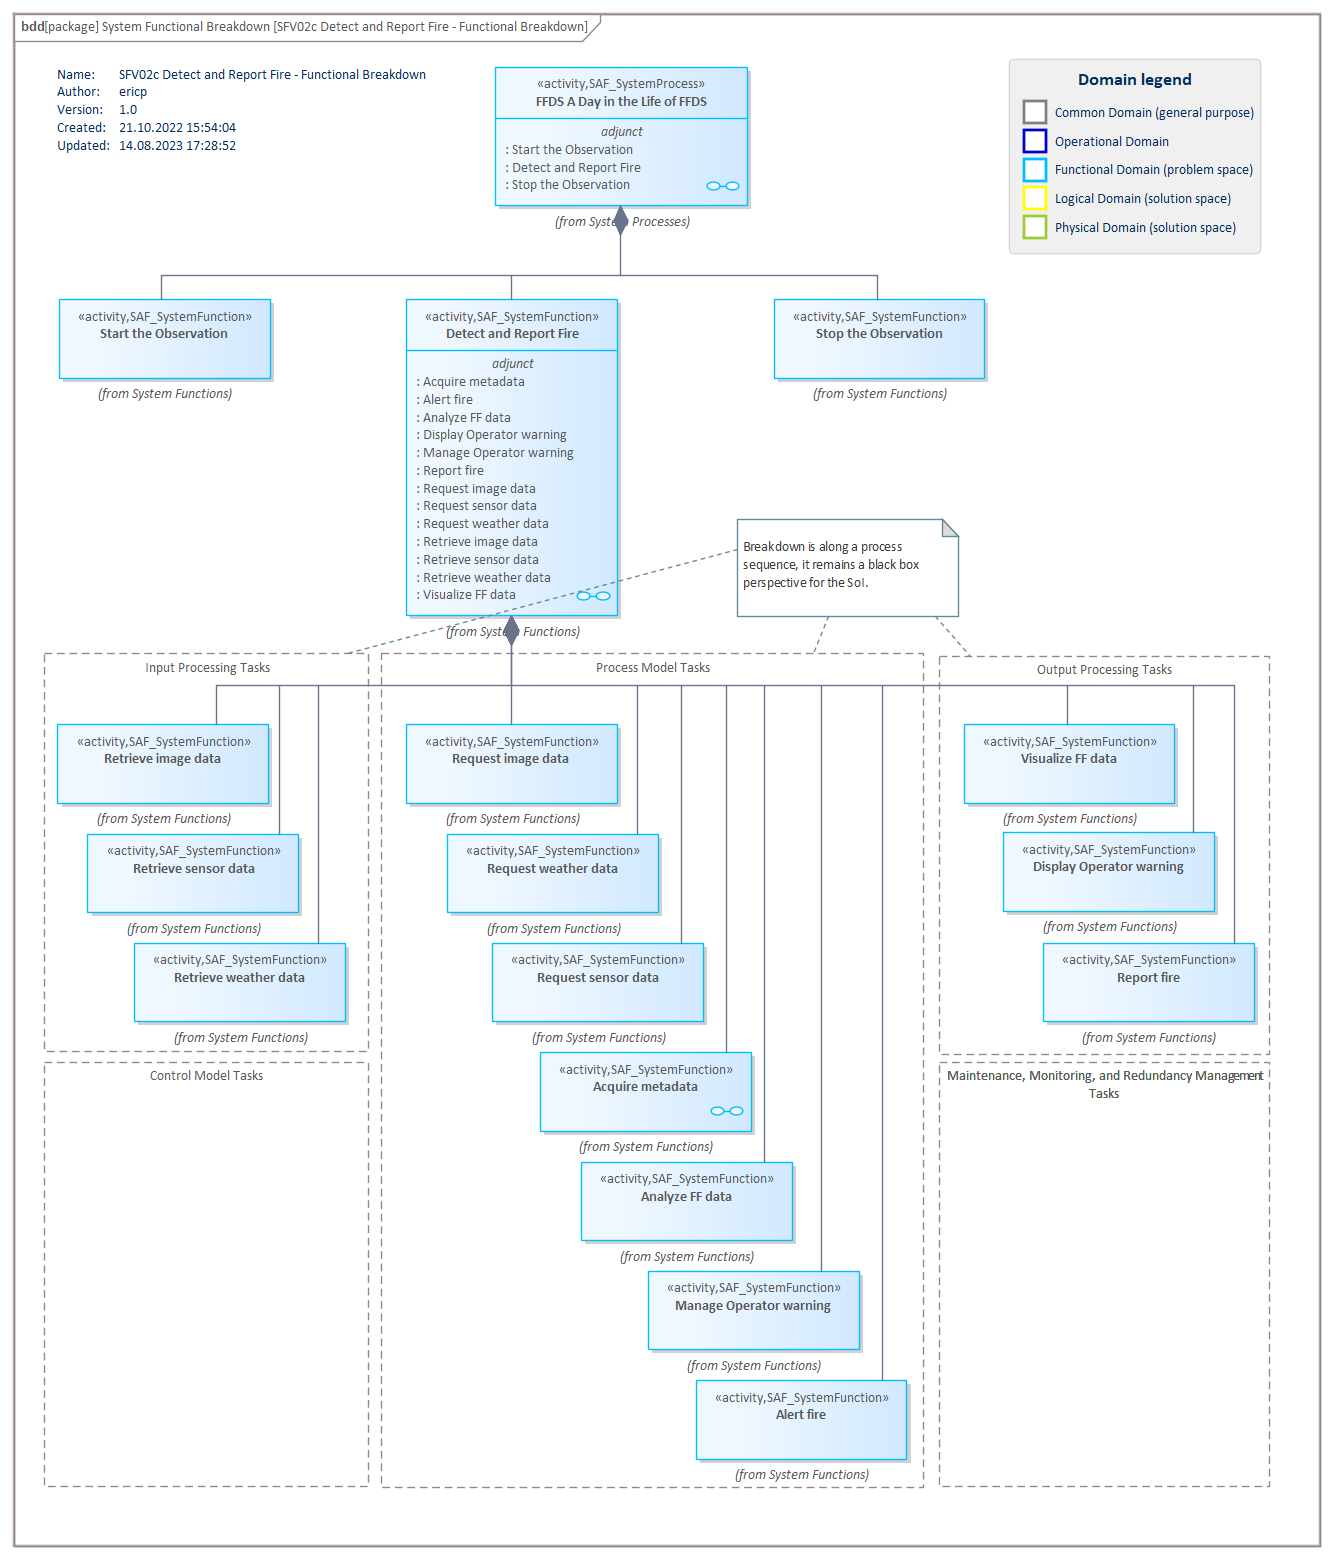 bdd[package] System Functional Breakdown [SFV02c Detect and Report Fire - Functional Breakdown]
Name: SFV02c Detect and Report Fire - Functional Breakdown
Author: ericp
Version: 1.0
Created: 21.10.2022 15:54:04
Updated: 14.08.2023 17:28:52
«activity,SAF_SystemProcess»
FFDS A Day in the Life of FFDS
adjunct
: Start the Observation
: Detect and Report Fire
: Stop the Observation
(from System Processes)
Domain legend
Common Domain (general purpose)
Operational Domain
Functional Domain (problem space)
Logical Domain (solution space)
Physical Domain (solution space)
«activity,SAF_SystemFunction»
Start the Observation
(from System Functions)
«activity,SAF_SystemFunction»
Detect and Report Fire
adjunct
: Acquire metadata
: Alert fire
: Analyze FF data
: Display Operator warning
: Manage Operator warning
: Report fire
: Request image data
: Request sensor data
: Request weather data
: Retrieve image data
: Retrieve sensor data
: Retrieve weather data
: Visualize FF data
(from System Functions)
«activity,SAF_SystemFunction»
Stop the Observation
(from System Functions)
Breakdown is along a process
sequence, it remains a black box
perspective for the SoI.
Input Processing Tasks
«activity,SAF_SystemFunction»
Retrieve image data
(from System Functions)
«activity,SAF_SystemFunction»
Retrieve sensor data
(from System Functions)
«activity,SAF_SystemFunction»
Retrieve weather data
(from System Functions)
Process Model Tasks
«activity,SAF_SystemFunction»
Request image data
(from System Functions)
«activity,SAF_SystemFunction»
Request weather data
(from System Functions)
«activity,SAF_SystemFunction»
Request sensor data
(from System Functions)
«activity,SAF_SystemFunction»
Acquire metadata
(from System Functions)
«activity,SAF_SystemFunction»
Analyze FF data
(from System Functions)
«activity,SAF_SystemFunction»
Manage Operator warning
(from System Functions)
«activity,SAF_SystemFunction»
Alert fire
(from System Functions)
Output Processing Tasks
«activity,SAF_SystemFunction»
Visualize FF data
(from System Functions)
«activity,SAF_SystemFunction»
Display Operator warning
(from System Functions)
«activity,SAF_SystemFunction»
Report fire
(from System Functions)
Control Model Tasks
Maintenance, Monitoring, and Redundancy Management
Tasks